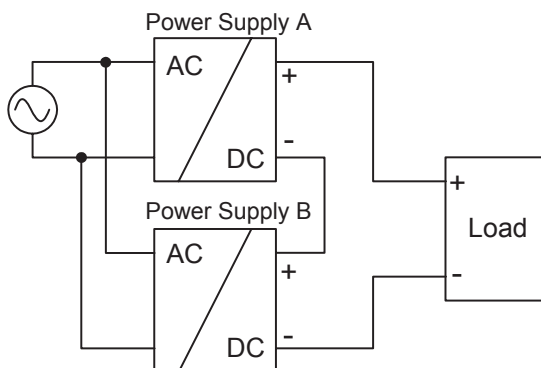 Power Supply A
AC
+
-
DC
+
Load
-
Power Supply B
AC
+
-
DC